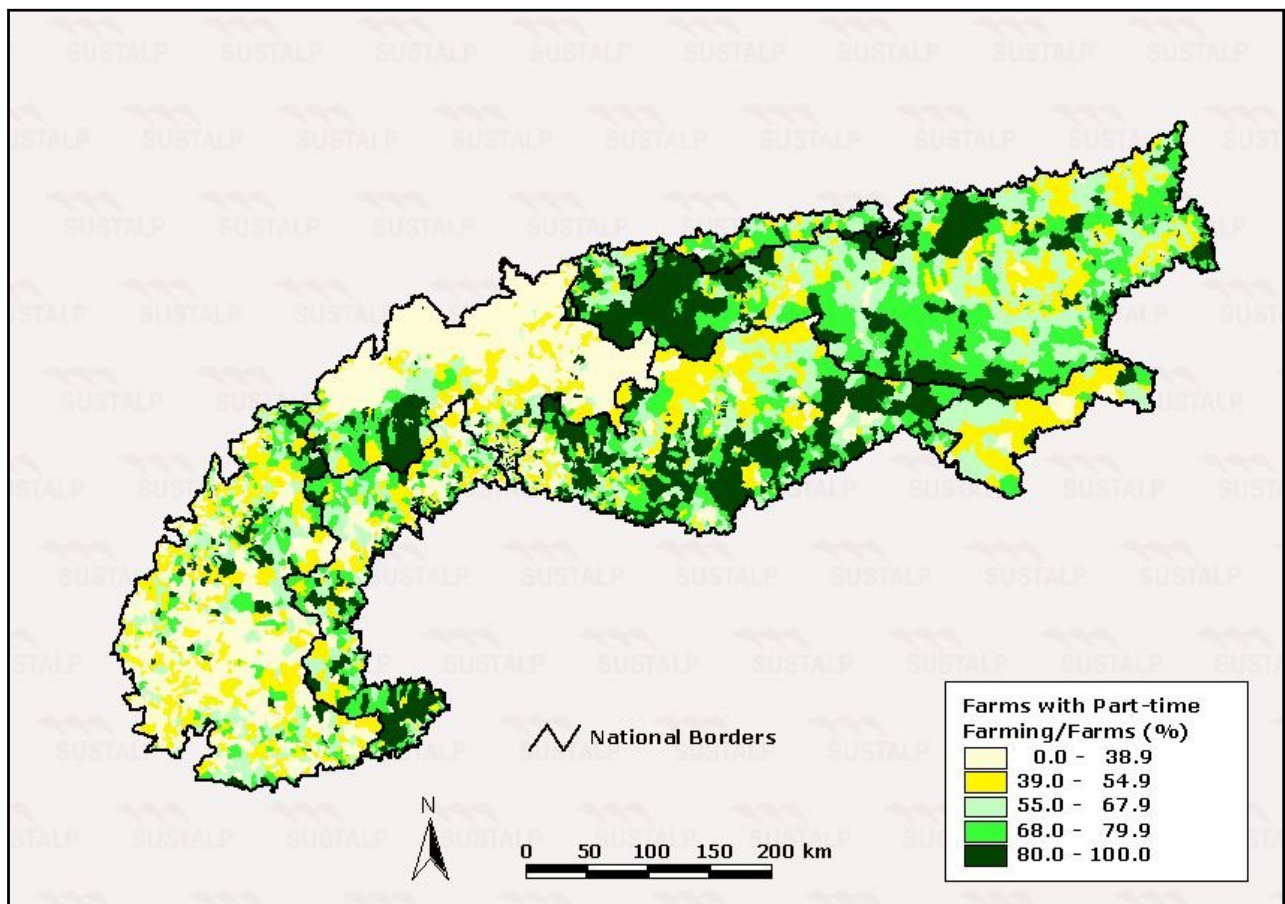 National Borders
N
0 50 100 150 200 km
Farms with Part-time
Farming/Farms (%)
0.0 - 38.9
39.0 - 54.9
55.0 - 67.9
68.0 - 79.9
80.0 - 100.0
SUSTALP